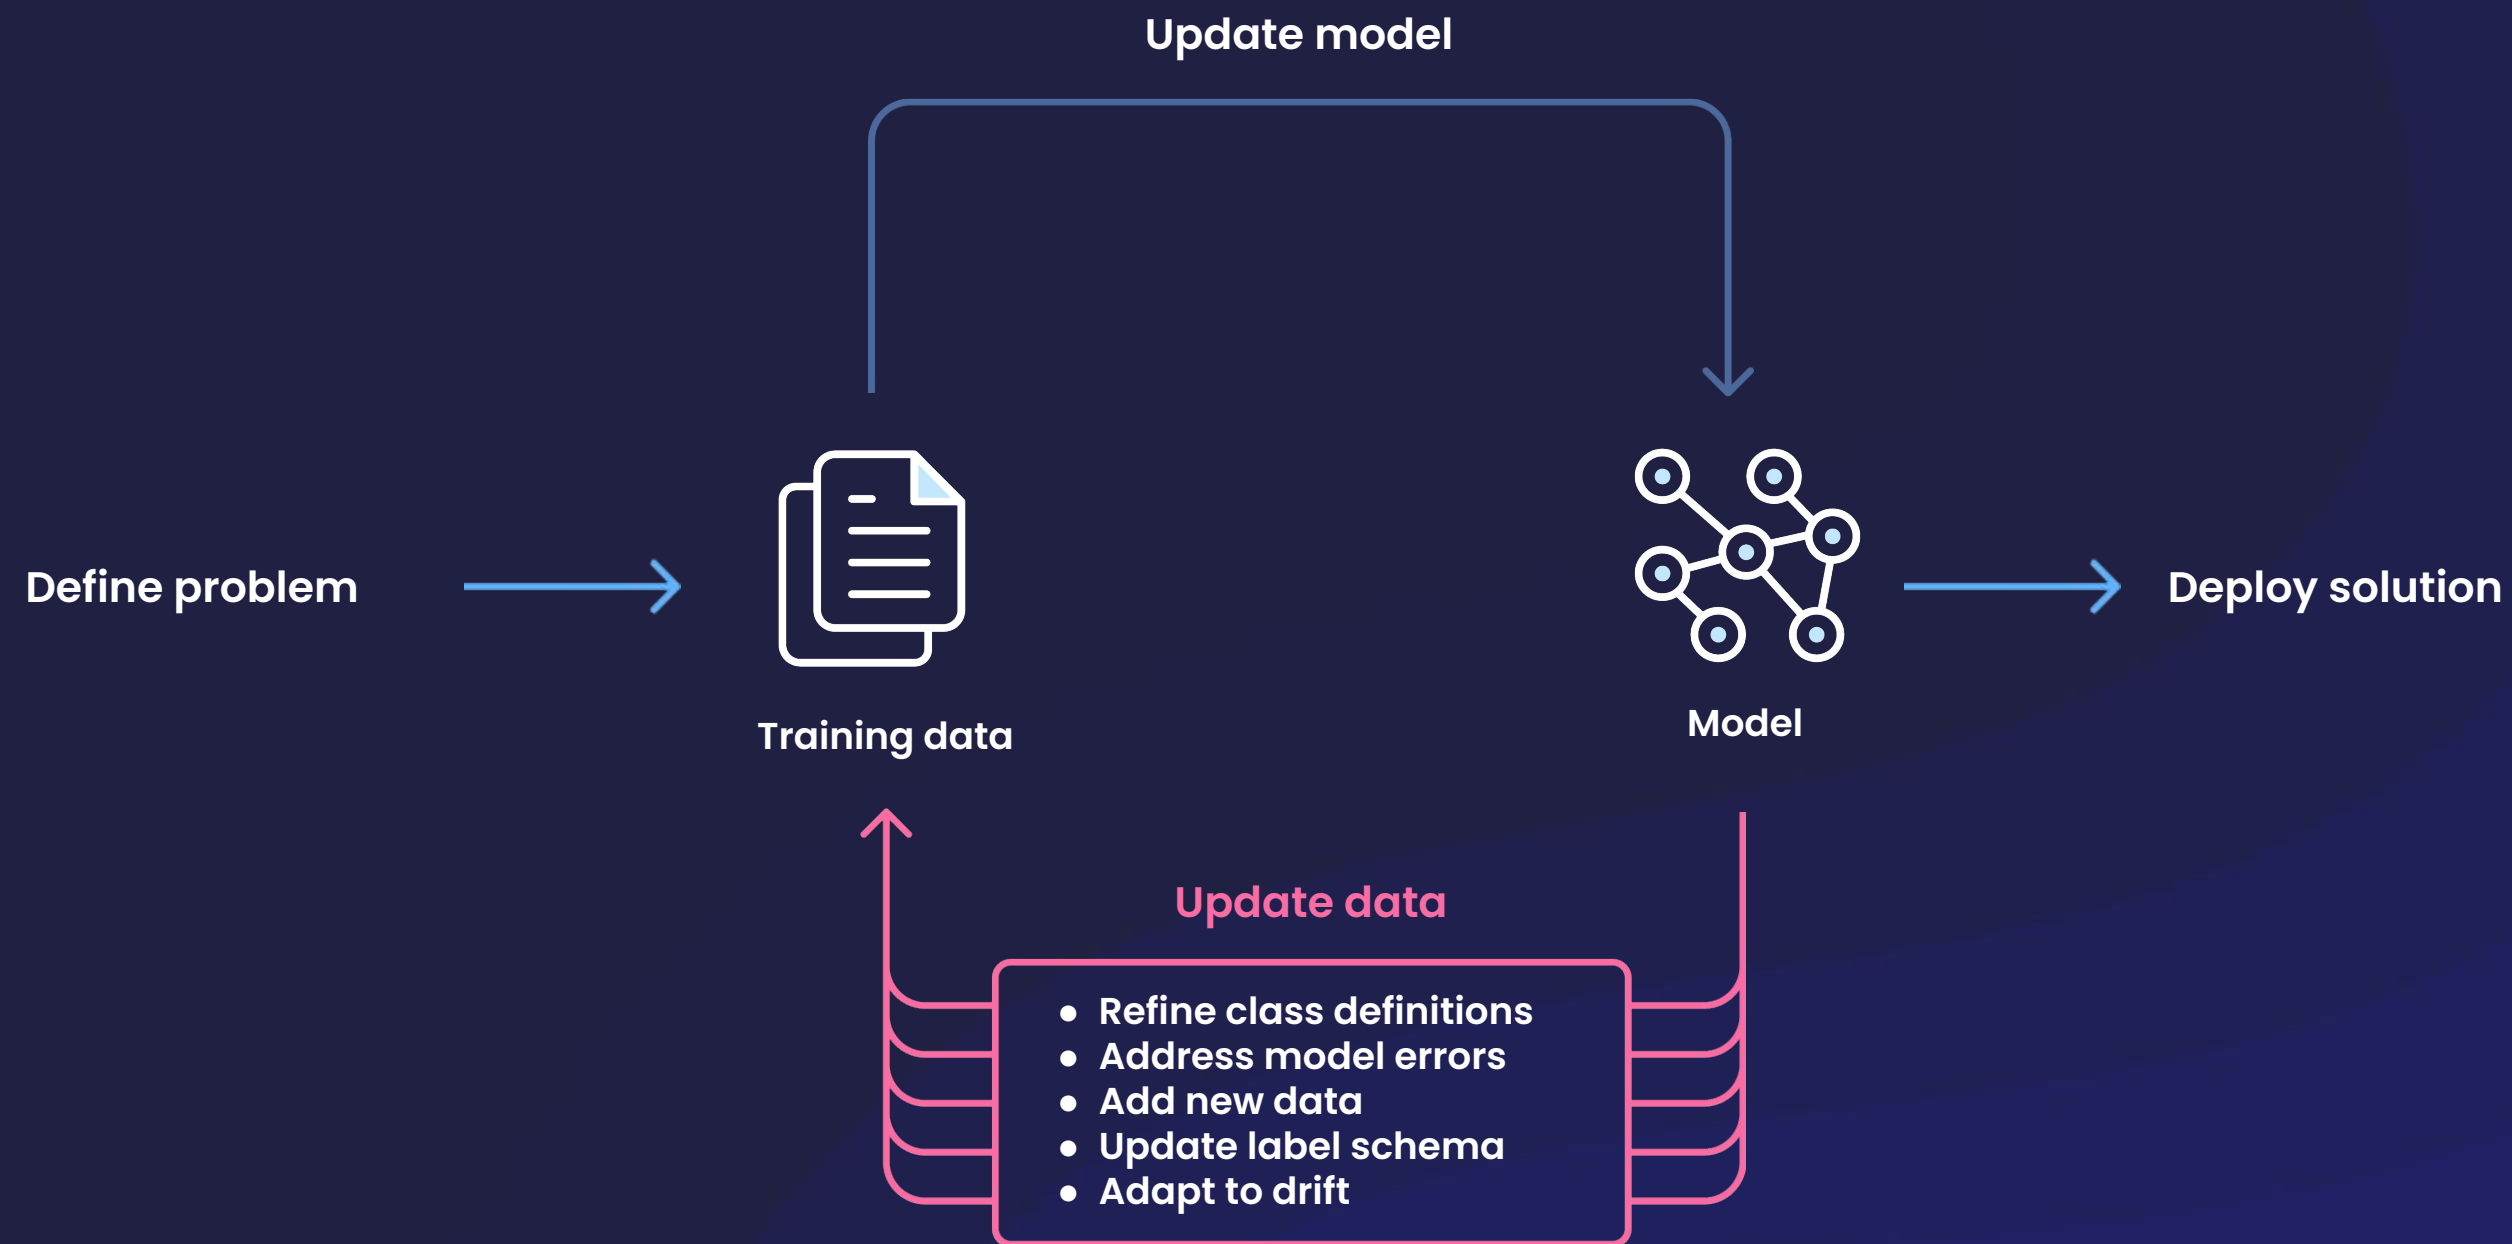 Update model
Define problem
Deploy solution
Training data
Model
Update data
● Refine class definitions
● Address model errors
● Add new data
● Update label schema
● Adapt to drift